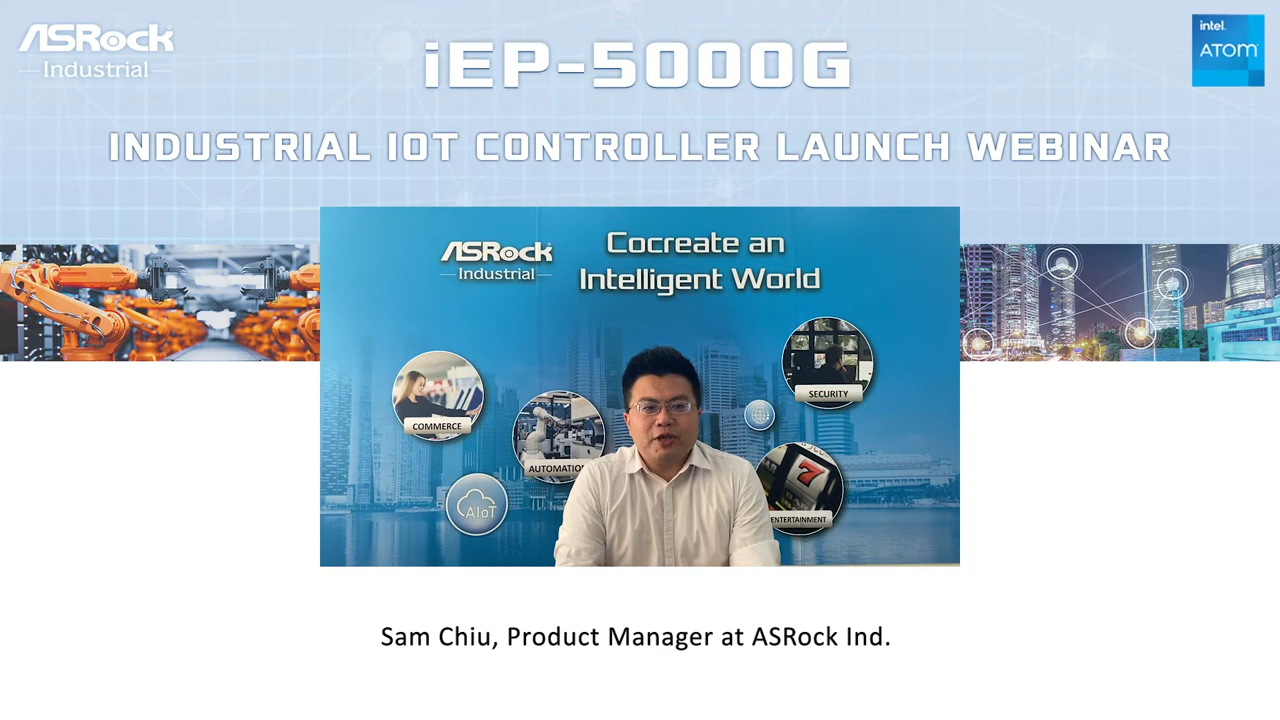 ASRock
Industrial
iEP-5000G
intel.
ATOM
INDUSTRIAL IOT CONTROLLER LAUNCH WEBINAR
ASRock
Industrial
Cocreate an
Intelligent World
SECURITY
COMMERCE
AUTOMATIO
7
AIoT
ENTERTAINMENT
Sam Chiu, Product Manager at ASRock Ind.